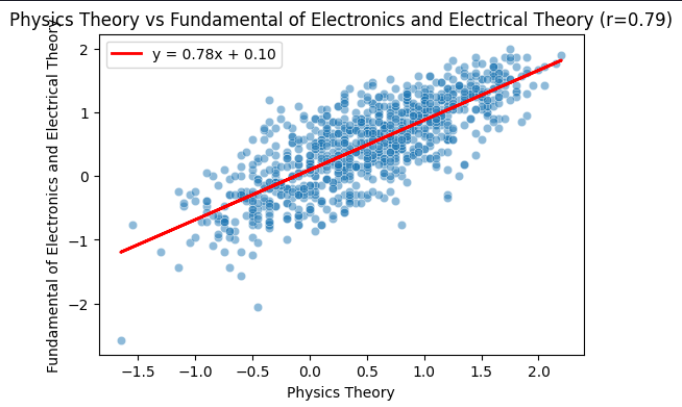 Physics Theory vs Fundamental of Electronics and Electrical Theory (r=0.79)
y = 0.78x + 0.10
Fundamental of Electronics and Electrical Theory
2
1
0
−1
−2
−1.5 −1.0 −0.5 0.0 0.5 1.0 1.5 2.0
Physics Theory